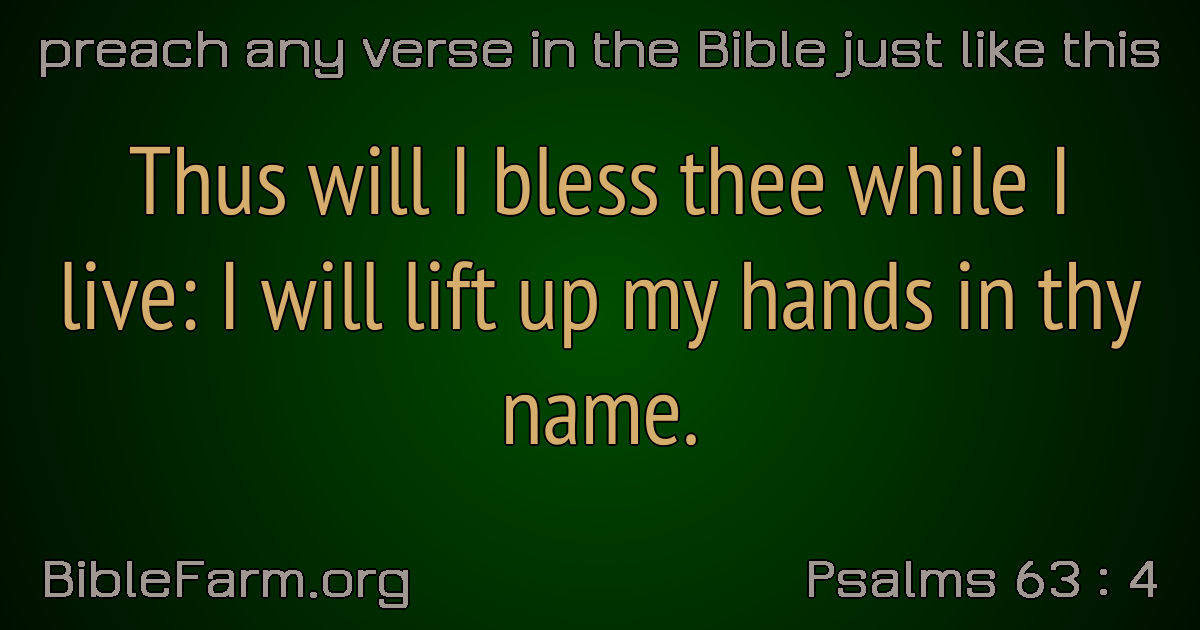 preach any verse in the Bible just like this
Thus will I bless thee while I
live: I will lift up my hands in thy
name.
BibleFarm.org
Psalms 63 : 4